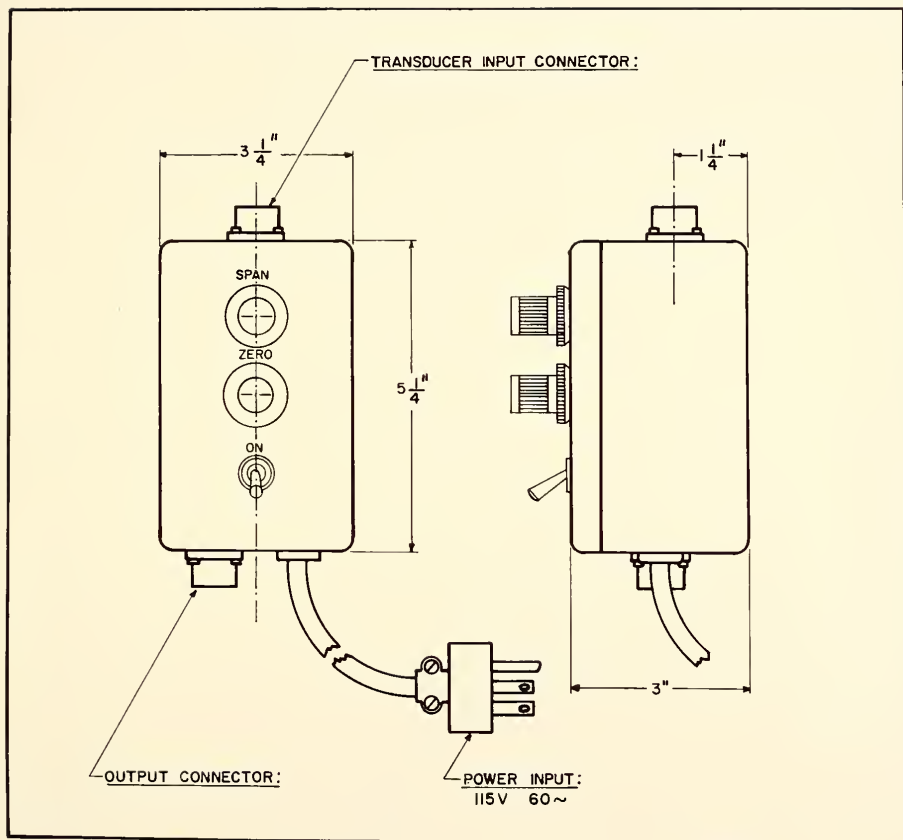 TRANSDUCER INPUT CONNECTOR:
3 1/4"
1 1/4"
SPAN
ZERO
5 1/4"
ON
3"
OUTPUT CONNECTOR:
POWER INPUT:
115V 60~